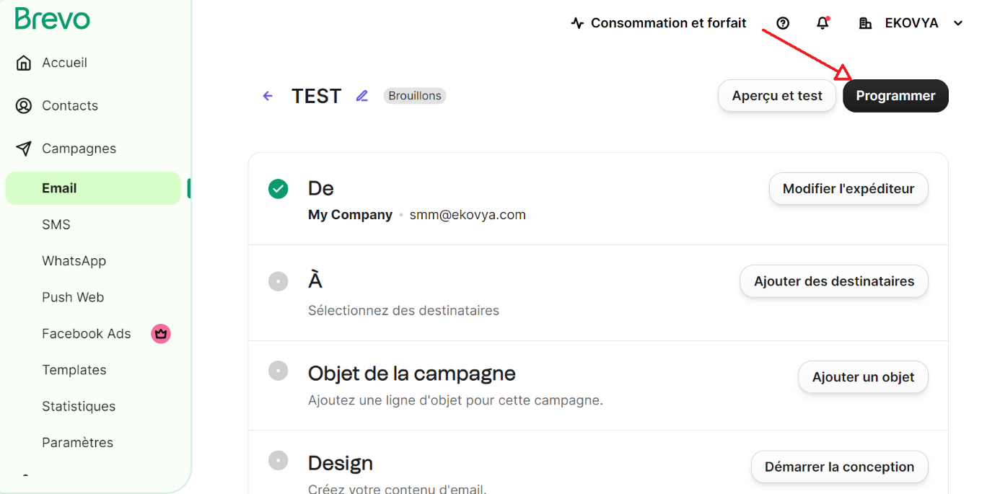 Brevo
Consommation et forfait
EKOVYA
Accueil
Contacts
Campagnes
Email
SMS
WhatsApp
Push Web
Facebook Ads
Templates
Statistiques
Paramètres
TEST
Brouillons
Aperçu et test
Programmer
De
My Company • smm@ekovya.com
Modifier l'expéditeur
À
Sélectionnez des destinataires
Ajouter des destinataires
Objet de la campagne
Ajoutez une ligne d'objet pour cette campagne.
Ajouter un objet
Design
Créez votre contenu d'email.
Démarrer la conception